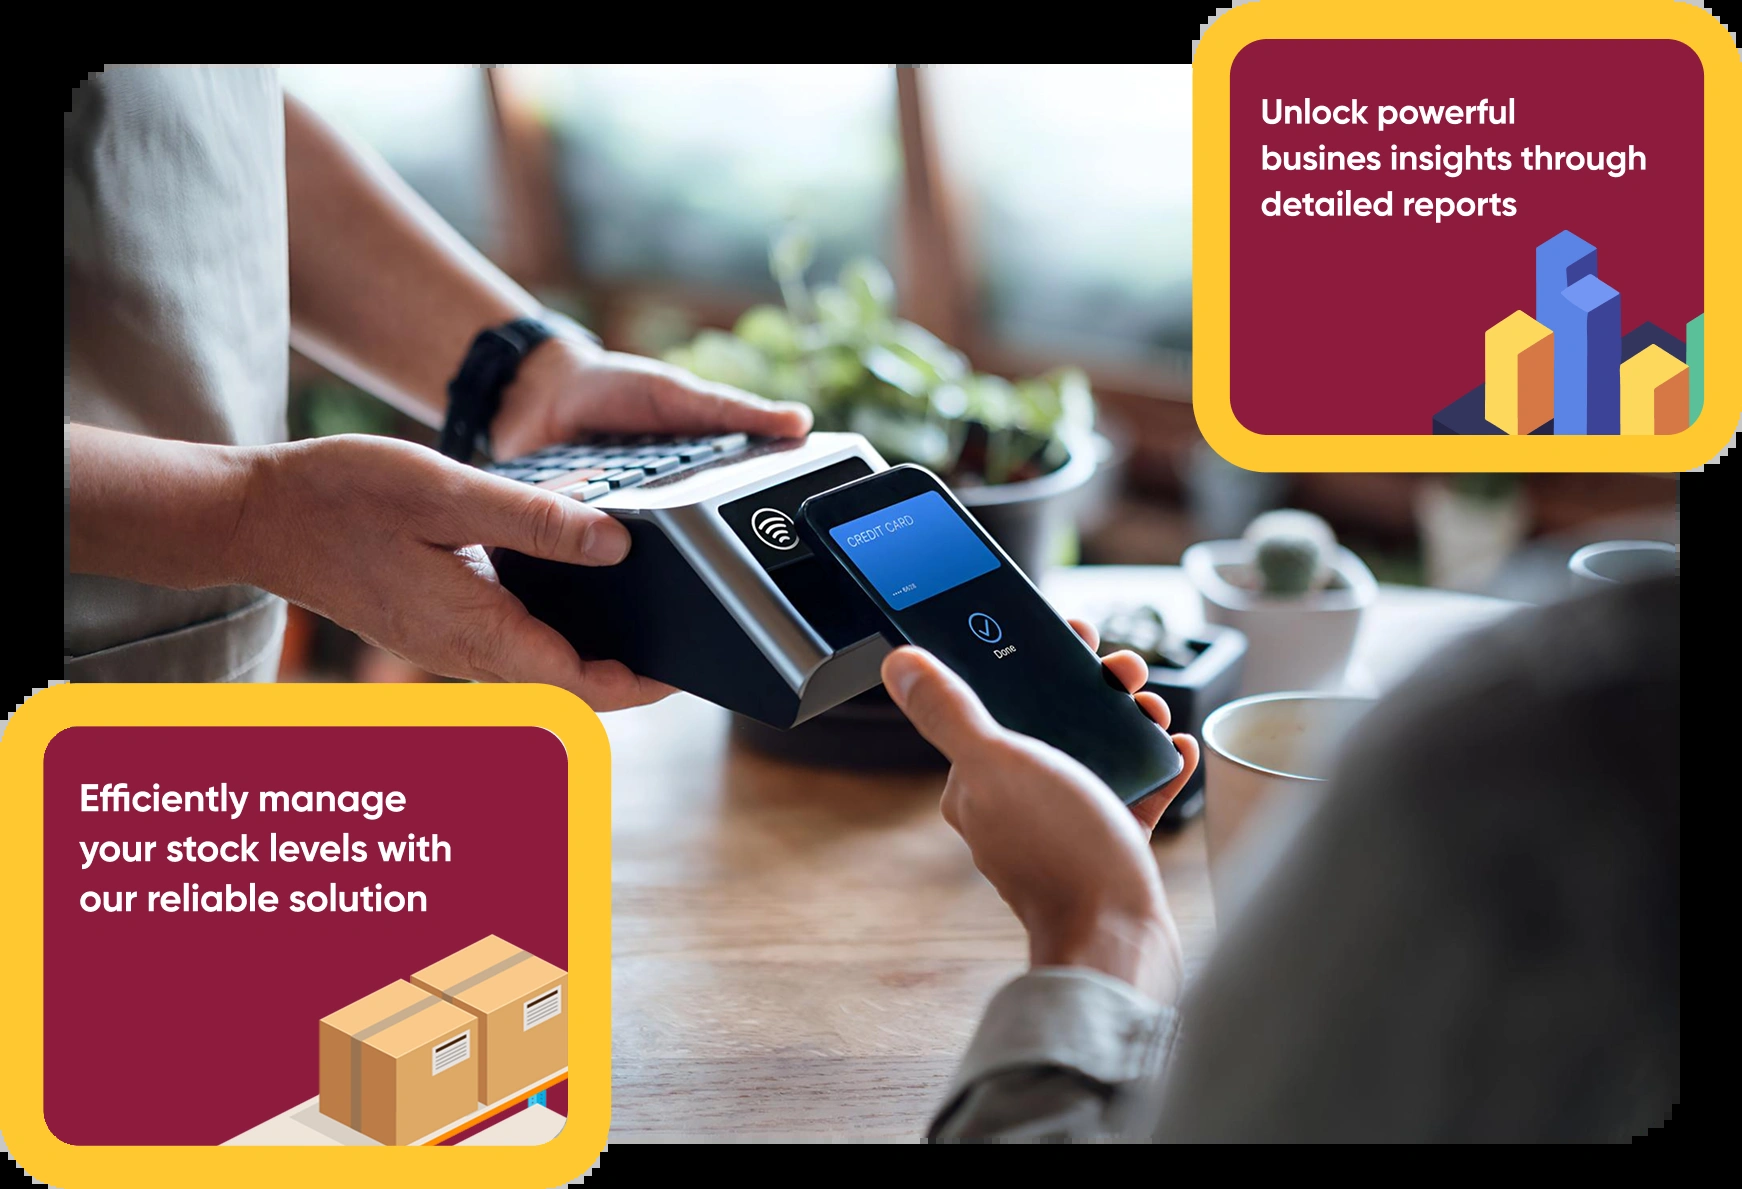 Unlock powerful
busines insights through
detailed reports
CREDIT CARD
Done
Efficiently manage
your stock levels with
our reliable solution